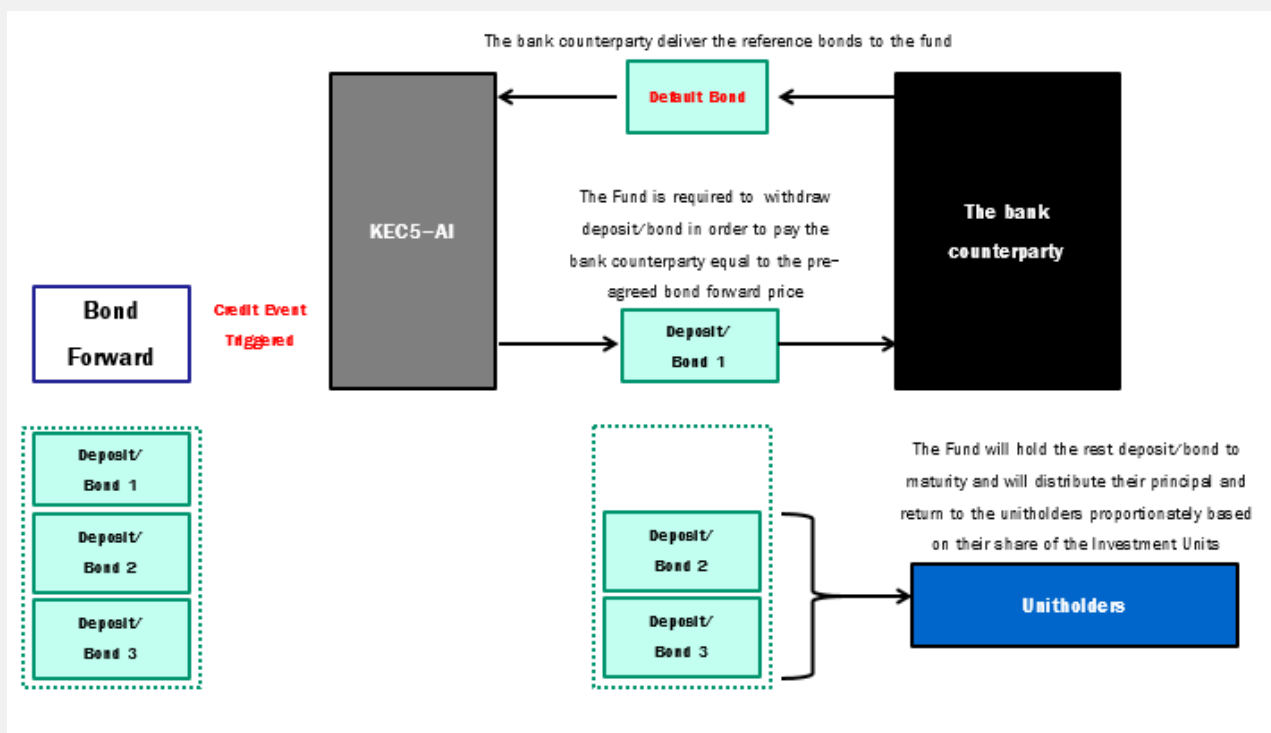 The bank counterparty deliver the reference bonds to the fund
Default Bond
KEC5-AI
The bank
counterparty
The Fund is required to withdraw
deposit/bond in order to pay the
bank counterparty equal to the pre-
agreed bond forward price
Bond
Forward
Credit Event
Triggered
Deposit/
Bond 1
Deposit/
Bond 1
Deposit/
Bond 2
Deposit/
Bond 3
Deposit/
Bond 2
Deposit/
Bond 3
The Fund will hold the rest deposit/bond to
maturity and will distribute their principal and
return to the unitholders proportionately based
on their share of the Investment Units
Unitholders